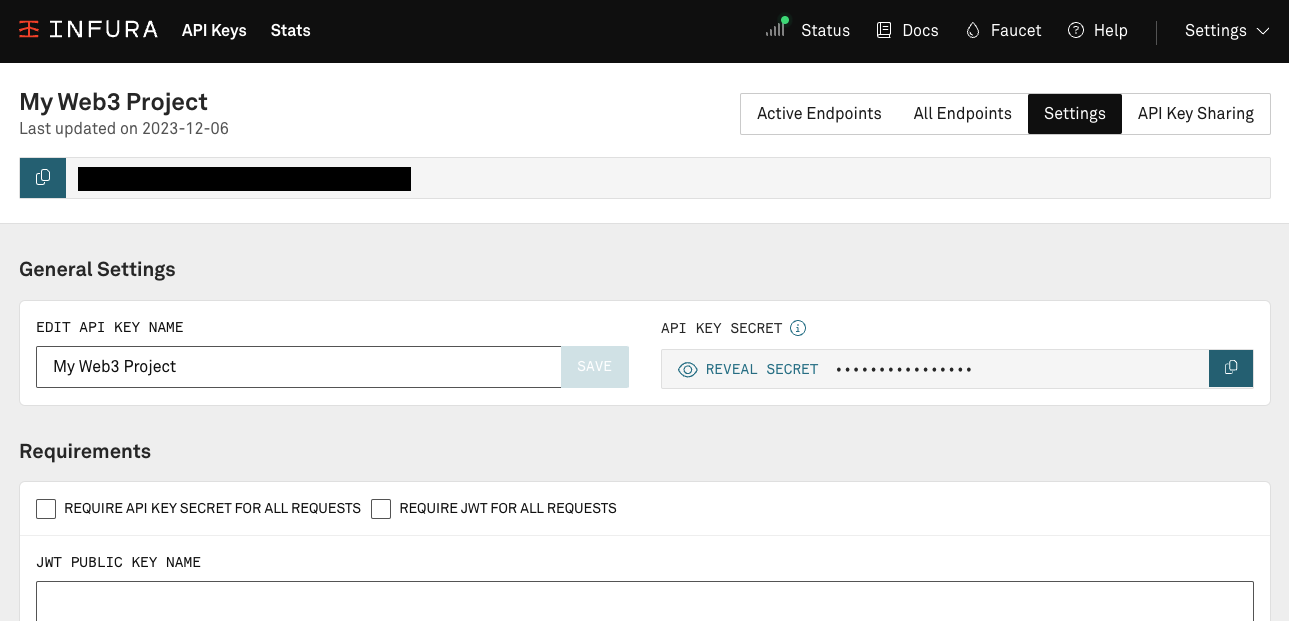 INFURA API Keys Stats Status Docs Faucet Help Settings
My Web3 Project
Last updated on 2023-12-06
Active Endpoints All Endpoints Settings API Key Sharing
General Settings
EDIT API KEY NAME
My Web3 Project SAVE
API KEY SECRET
REVEAL SECRET ••••••••••••••••
Requirements
REQUIRE API KEY SECRET FOR ALL REQUESTS REQUIRE JWT FOR ALL REQUESTS
JWT PUBLIC KEY NAME